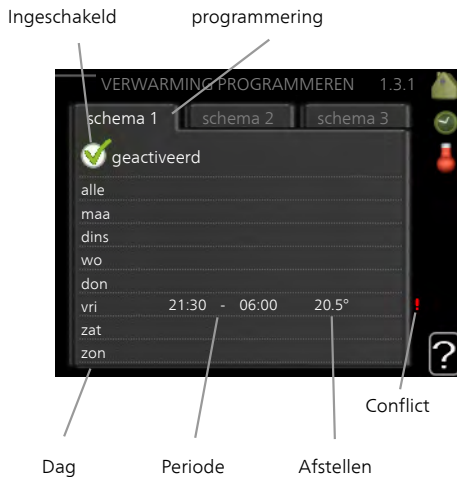 Ingeschakeld programmering
VERWARMING PROGRAMMEREN 1.3.1
schema 1 schema 2 schema 3
geactiveerd
alle
maa
dins
wo
don
vri 21:30 - 06:00 20.5° !
zat
zon
?
Conflict
Dag Periode Afstellen